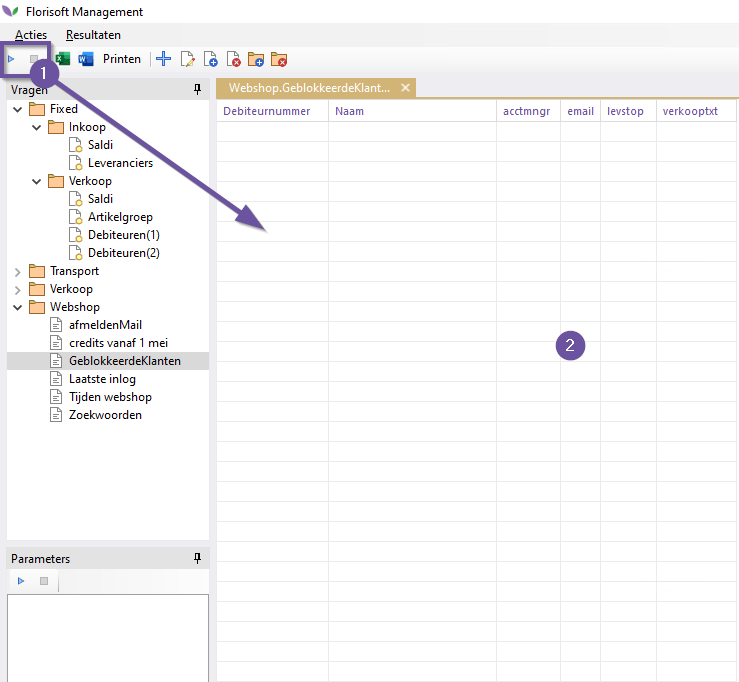 Florisoft Management
Acties Resultaten
Printen
1
Vragen
Webshop.GeblokkeerdeKlant...
Debiteurnummer Naam acctmngr email levstop verkooptxt
Fixed
Inkoop
Saldi
Leveranciers
Verkoop
Saldi
Artikelgroep
Debiteuren(1)
Debiteuren(2)
Transport
Verkoop
Webshop
afmeldenMail
credits vanaf 1 mei
GeblokkeerdeKlanten
Laatste inlog
Tijden webshop
Zoekwoorden
2
Parameters